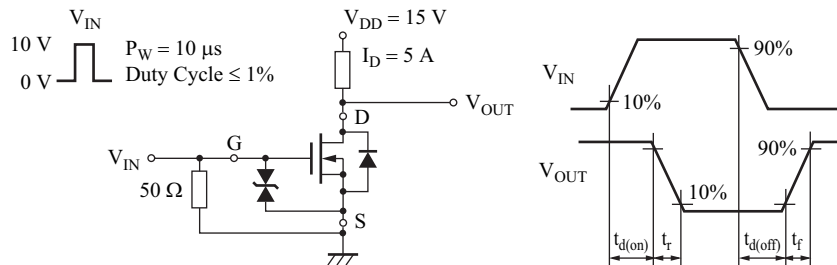 V_IN
10 V
0 V
P_W = 10 μs
Duty Cycle ≤ 1%
V_DD = 15 V
I_D = 5 A
D
V_OUT
G
V_IN
50 Ω
S
V_IN
90%
10%
V_OUT
90%
10%
t_d(on) t_r t_d(off) t_f